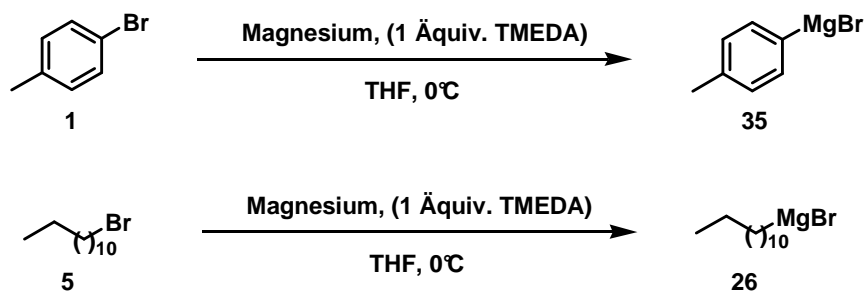 Br
Magnesium, (1 Äquiv. TMEDA)
MgBr
THF, 0°C
1
35
Br
Magnesium, (1 Äquiv. TMEDA)
MgBr
( )10
( )10
THF, 0°C
5
26